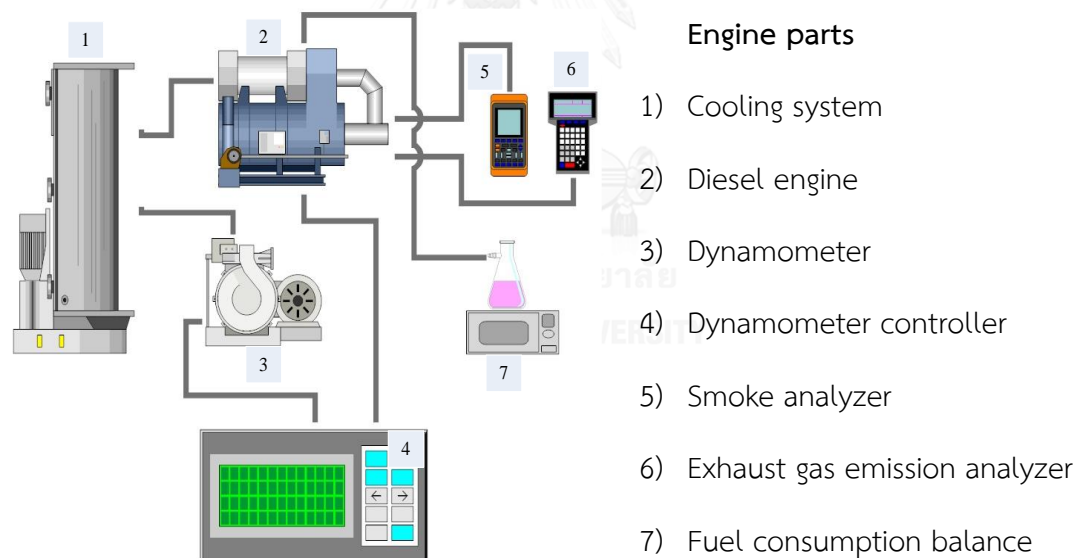 Engine parts
1) Cooling system
2) Diesel engine
3) Dynamometer
4) Dynamometer controller
5) Smoke analyzer
6) Exhaust gas emission analyzer
7) Fuel consumption balance
1
2
5
6
3
7
4
← →